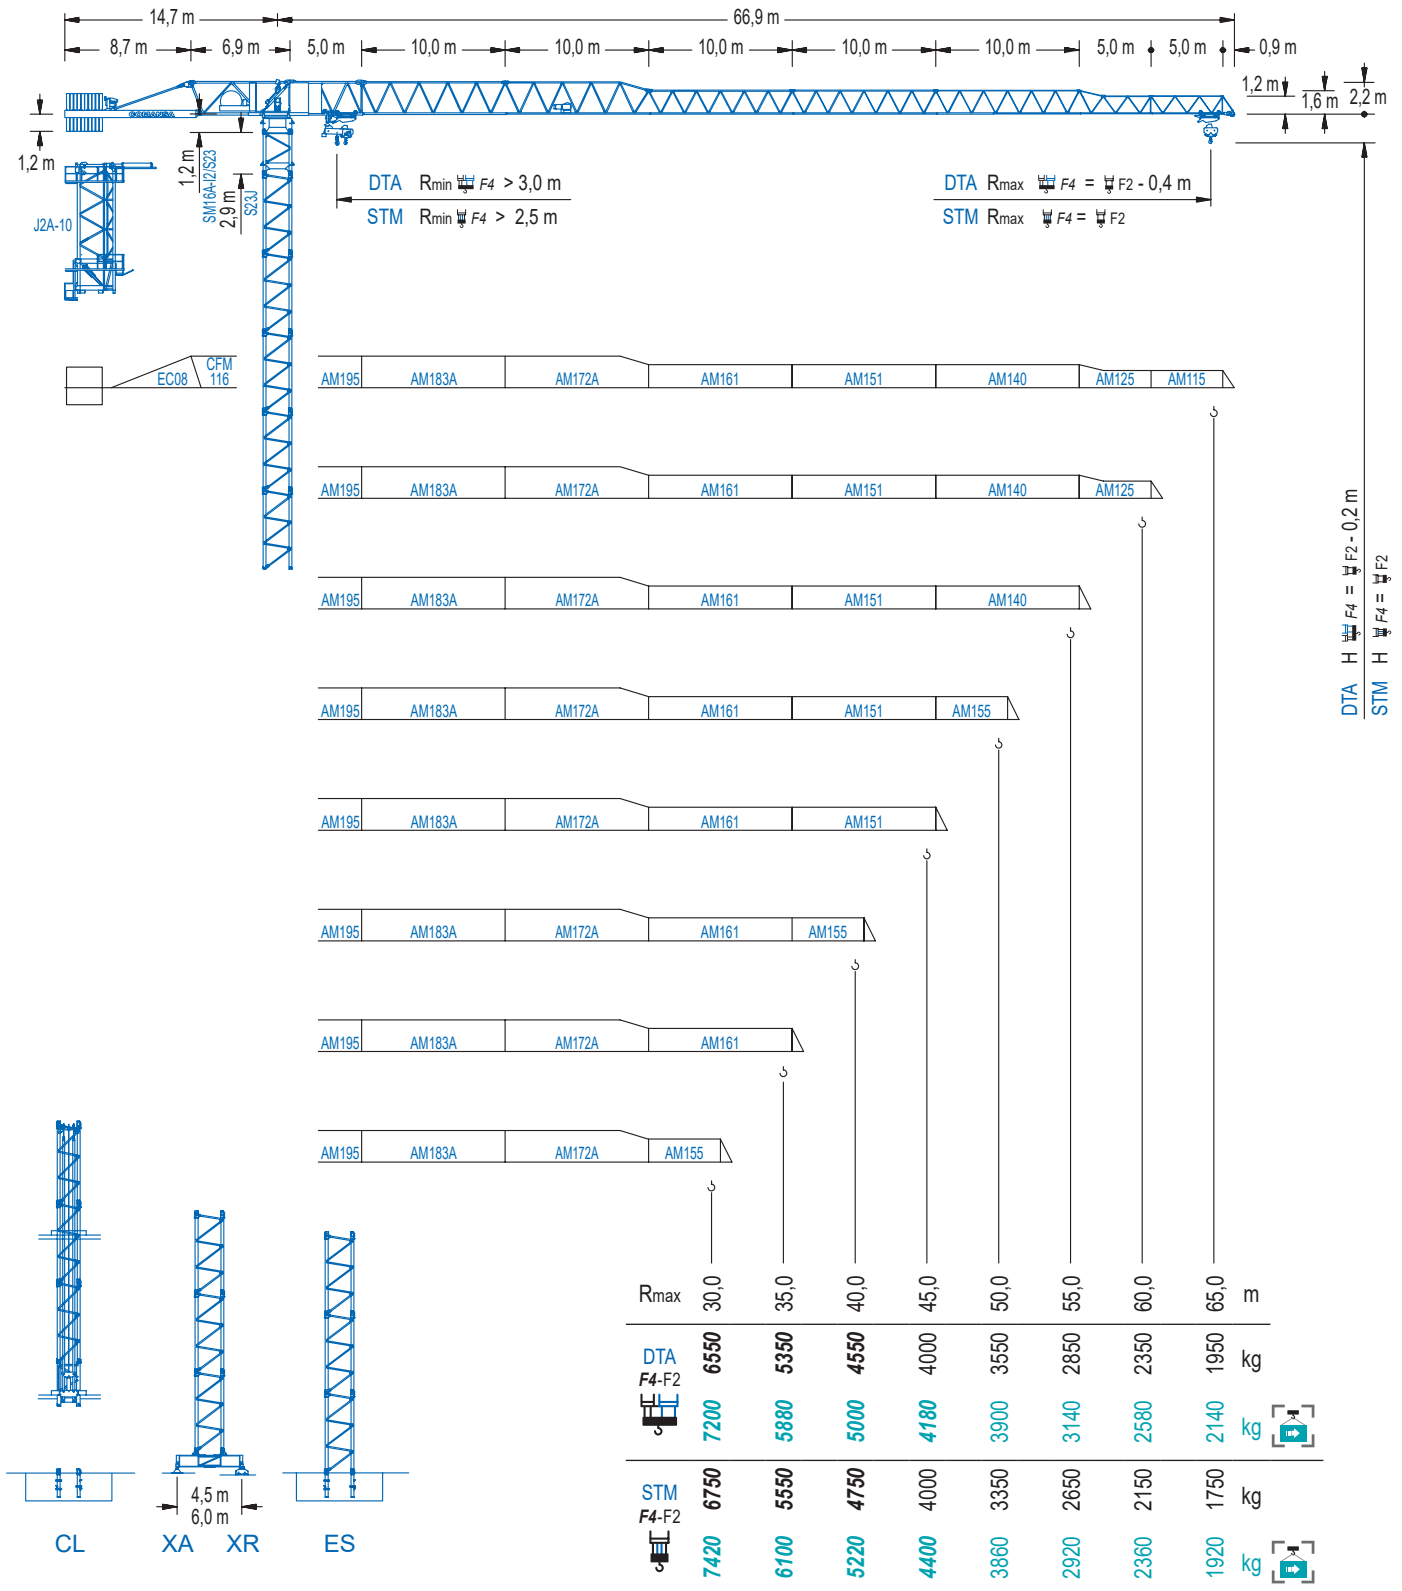 14,7 m 66,9 m
8,7 m 6,9 m 5,0 m 10,0 m 10,0 m 10,0 m 10,0 m 10,0 m 5,0 m 5,0 m 0,9 m
1,2 m 1,6 m 2,2 m
COMANSA
1,2 m
1,2 m
SM16A-I2/S23
2,9 m
S23J
J2A-10
DTA Rmin F4 > 3,0 m
STM Rmin F4 > 2,5 m
DTA Rmax F4 = F2 - 0,4 m
STM Rmax F4 = F2
EC08 CFM 116
AM195 AM183A AM172A AM161 AM151 AM140 AM125 AM115
AM195 AM183A AM172A AM161 AM151 AM140 AM125
AM195 AM183A AM172A AM161 AM151 AM140
AM195 AM183A AM172A AM161 AM151 AM155
AM195 AM183A AM172A AM161 AM151
AM195 AM183A AM172A AM161 AM155
AM195 AM183A AM172A AM161
AM195 AM183A AM172A AM155
DTA H F4 = F2 - 0,2 m
STM H F4 = F2
Rmax 30,0 35,0 40,0 45,0 50,0 55,0 60,0 65,0 m
DTA 6550 5350 4550 4000 3550 2850 2350 1950 kg
F4-F2
7200 5880 5000 4180 3900 3140 2580 2140 kg
STM 6750 5550 4750 4000 3350 2650 2150 1750 kg
F4-F2
7420 6100 5220 4400 3860 2920 2360 1920 kg
4,5 m
6,0 m
CL XA XR ES